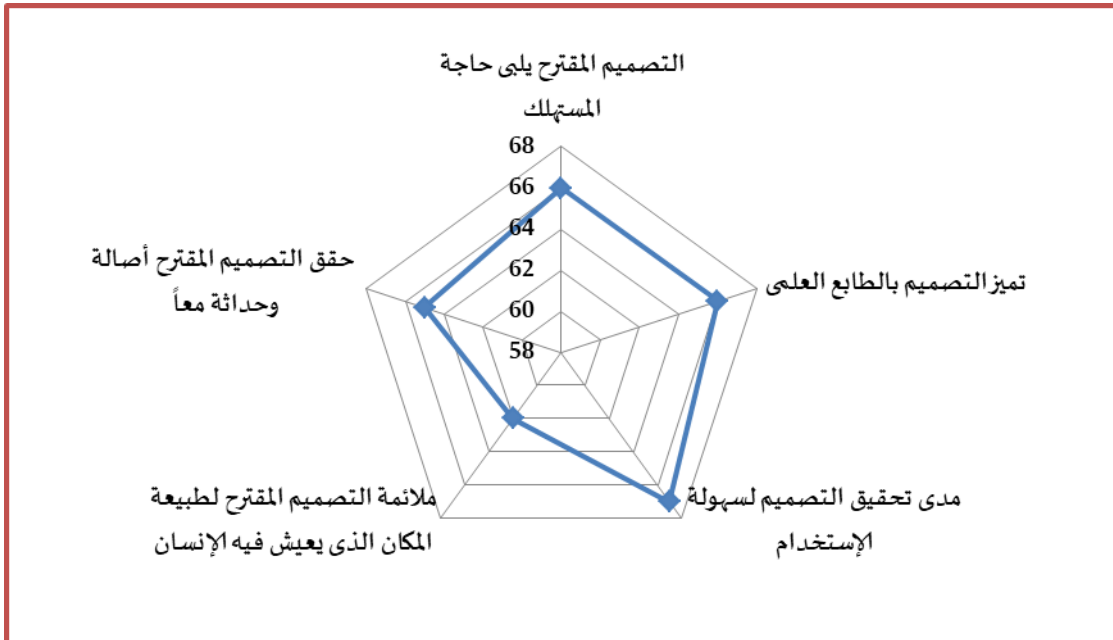 التصميم المقترح يلبى حاجة
المستهلك
68
66
64
62
60
58
تميز التصميم بالطابع العلمى
حقق التصميم المقترح أصالة
وحداثة معاً
مدى تحقيق التصميم لسهولة
الإستخدام
ملائمة التصميم المقترح لطبيعة
المكان الذى يعيش فيه الإنسان